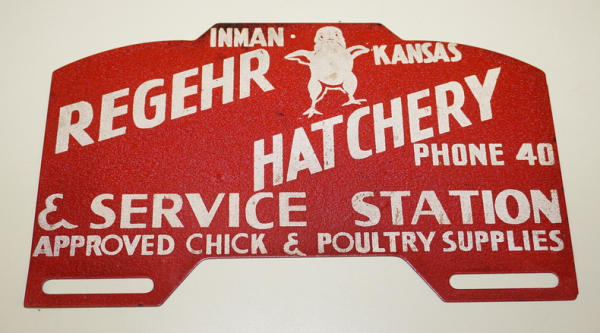 INMAN · KANSAS
REGEHR
HATCHERY
PHONE 40
& SERVICE STATION
APPROVED CHICK & POULTRY SUPPLIES